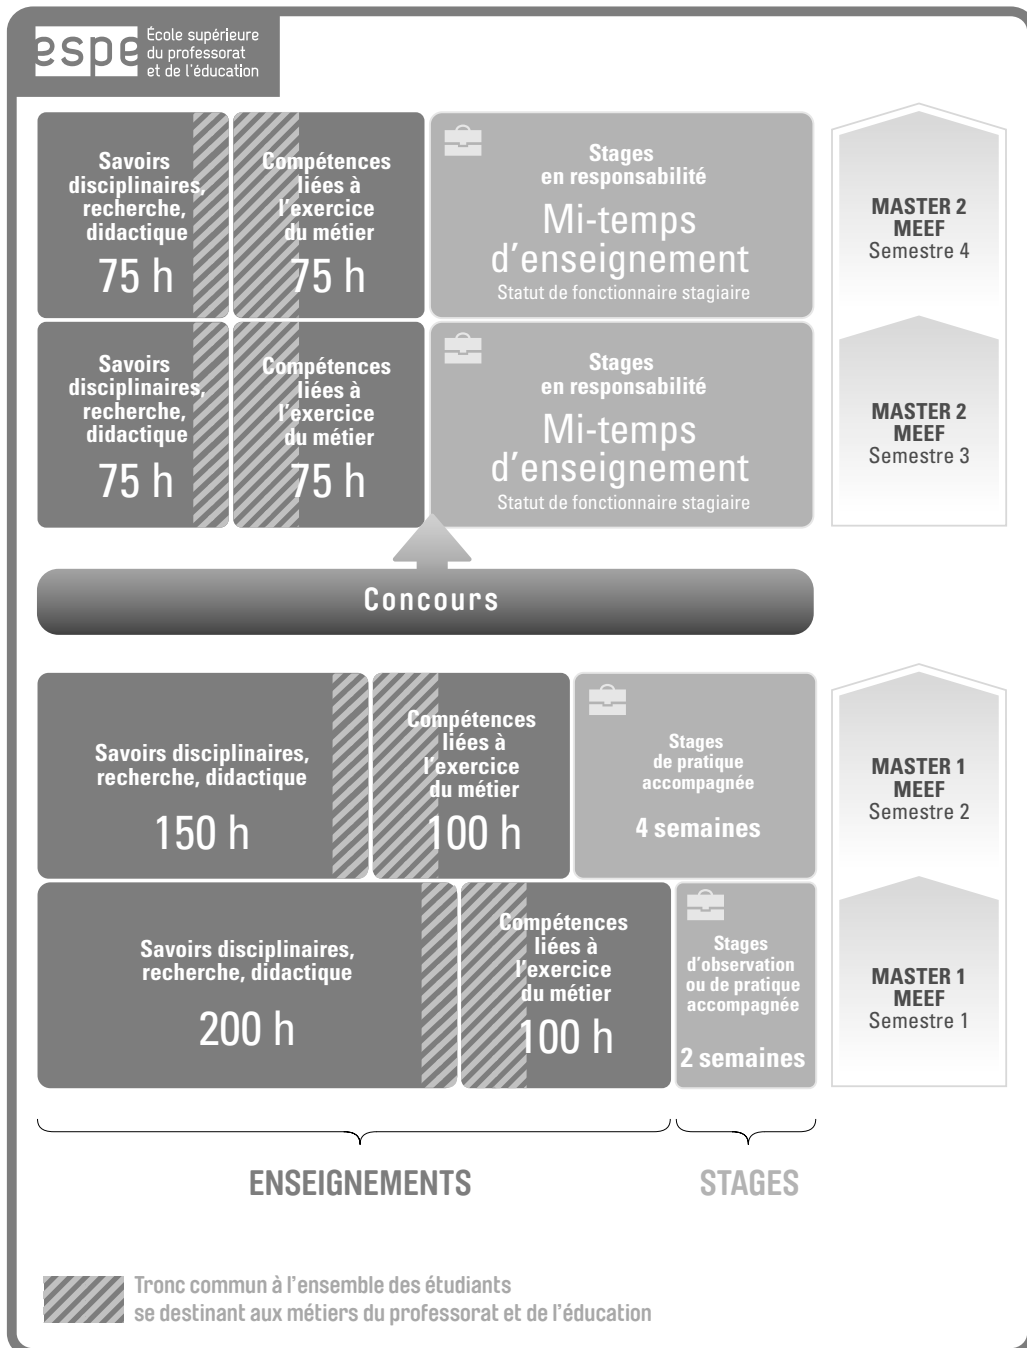 espe
École supérieure
du professorat
et de l'éducation
Savoirs
disciplinaires,
recherche,
didactique
75 h
Compétences
liées à
l'exercice
du métier
75 h
Stages
en responsabilité
Mi-temps
d'enseignement
Statut de fonctionnaire stagiaire
MASTER 2
MEEF
Semestre 4
Savoirs
disciplinaires,
recherche,
didactique
75 h
Compétences
liées à
l'exercice
du métier
75 h
Stages
en responsabilité
Mi-temps
d'enseignement
Statut de fonctionnaire stagiaire
MASTER 2
MEEF
Semestre 3
Concours
Savoirs disciplinaires,
recherche, didactique
150 h
Compétences
liées à
l'exercice
du métier
100 h
Stages
de pratique
accompagnée
4 semaines
MASTER 1
MEEF
Semestre 2
Savoirs disciplinaires,
recherche, didactique
200 h
Compétences
liées à
l'exercice
du métier
100 h
Stages
d'observation
ou de pratique
accompagnée
2 semaines
MASTER 1
MEEF
Semestre 1
ENSEIGNEMENTS
STAGES
Tronc commun à l'ensemble des étudiants
se destinant aux métiers du professorat et de l'éducation